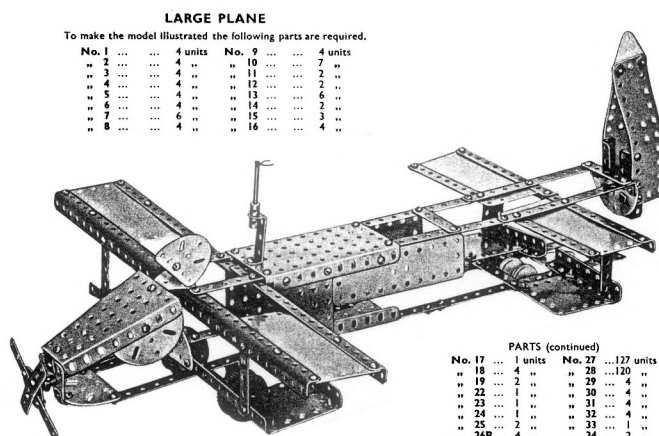 LARGE PLANE
To make the model illustrated the following parts are required.
No. 1 ... ... 4 units No. 9 ... ... 4 units
„ 2 ... ... 4 „ „ 10 ... ... 7 „
„ 3 ... ... 4 „ „ 11 ... ... 2 „
„ 4 ... ... 4 „ „ 12 ... ... 2 „
„ 5 ... ... 4 „ „ 13 ... ... 6 „
„ 6 ... ... 4 „ „ 14 ... ... 2 „
„ 7 ... ... 6 „ „ 15 ... ... 3 „
„ 8 ... ... 4 „ „ 16 ... ... 4 „
PARTS (continued)
No. 17 ... 1 units No. 27 ...127 units
„ 18 ... 4 „ „ 28 ...120 „
„ 19 ... 2 „ „ 29 ... 4 „
„ 22 ... 1 „ „ 30 ... 4 „
„ 23 ... 1 „ „ 31 ... 4 „
„ 24 ... 1 „ „ 32 ... 4 „
„ 25 ... 2 „ „ 33 ... 1 „